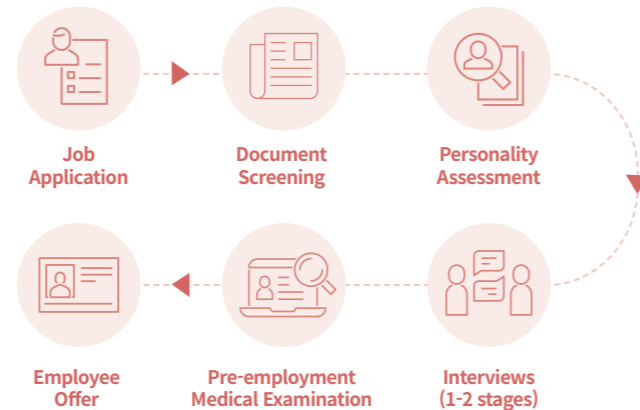 Job
Application
Document
Screening
Personality
Assessment
Interviews
(1-2 stages)
Pre-employment
Medical Examination
Employee
Offer